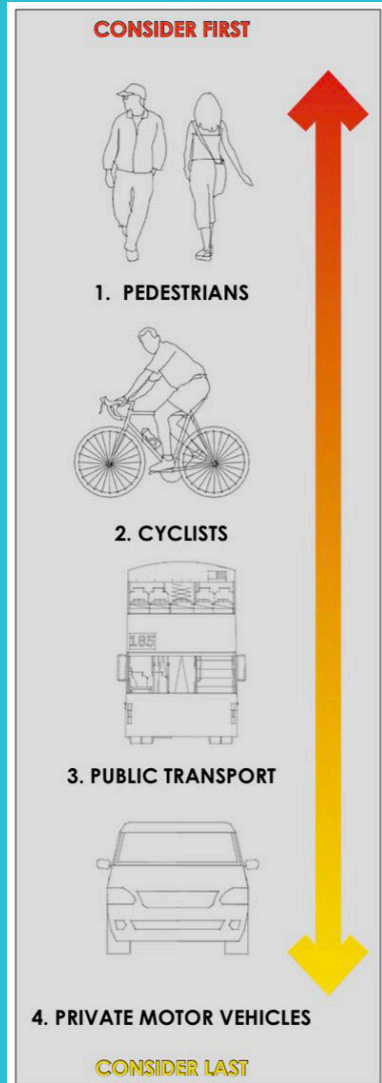 CONSIDER FIRST
1. PEDESTRIANS
2. CYCLISTS
185
3. PUBLIC TRANSPORT
4. PRIVATE MOTOR VEHICLES
CONSIDER LAST